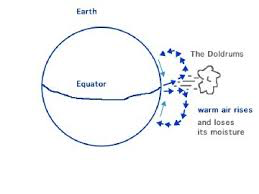 Earth
The Doldrums
Equator
warm air rises
and loses
its moisture